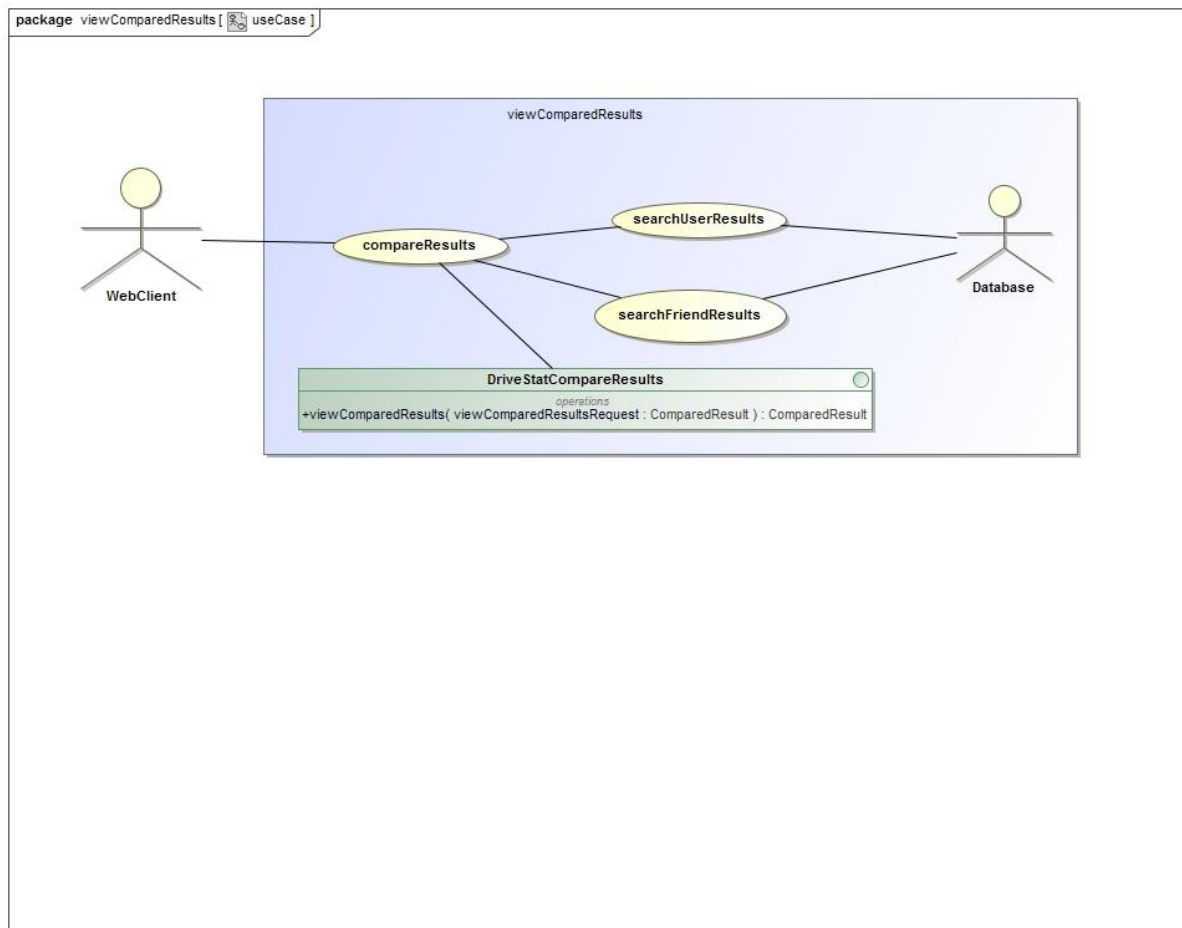 package viewComparedResults [ useCase ]
viewComparedResults
searchUserResults
compareResults
WebClient
Database
searchFriendResults
DriveStatCompareResults
operations
+viewComparedResults( viewComparedResultsRequest : ComparedResult ) : ComparedResult